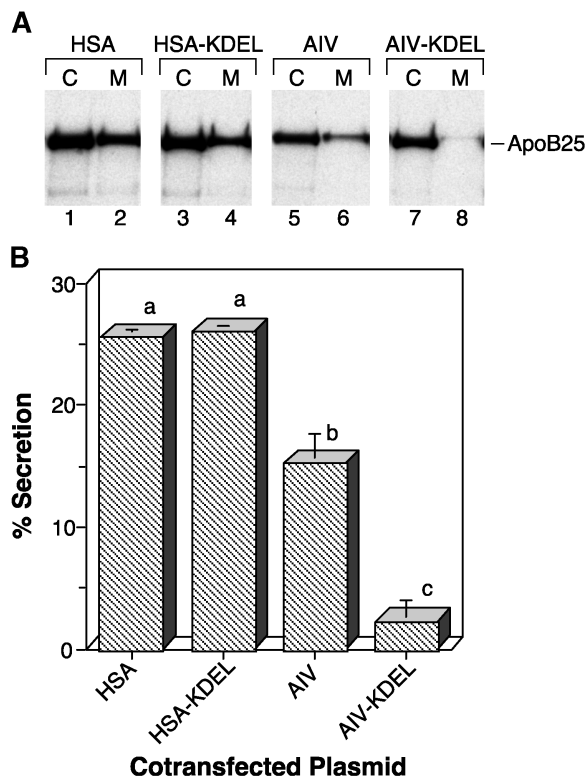 A
HSA HSA-KDEL AIV AIV-KDEL
C M C M C M C M
–ApoB25
1 2 3 4 5 6 7 8
B
30
20
10
0
% Secretion
a
a
b
c
HSA
HSA-KDEL
AIV
AIV-KDEL
Cotransfected Plasmid